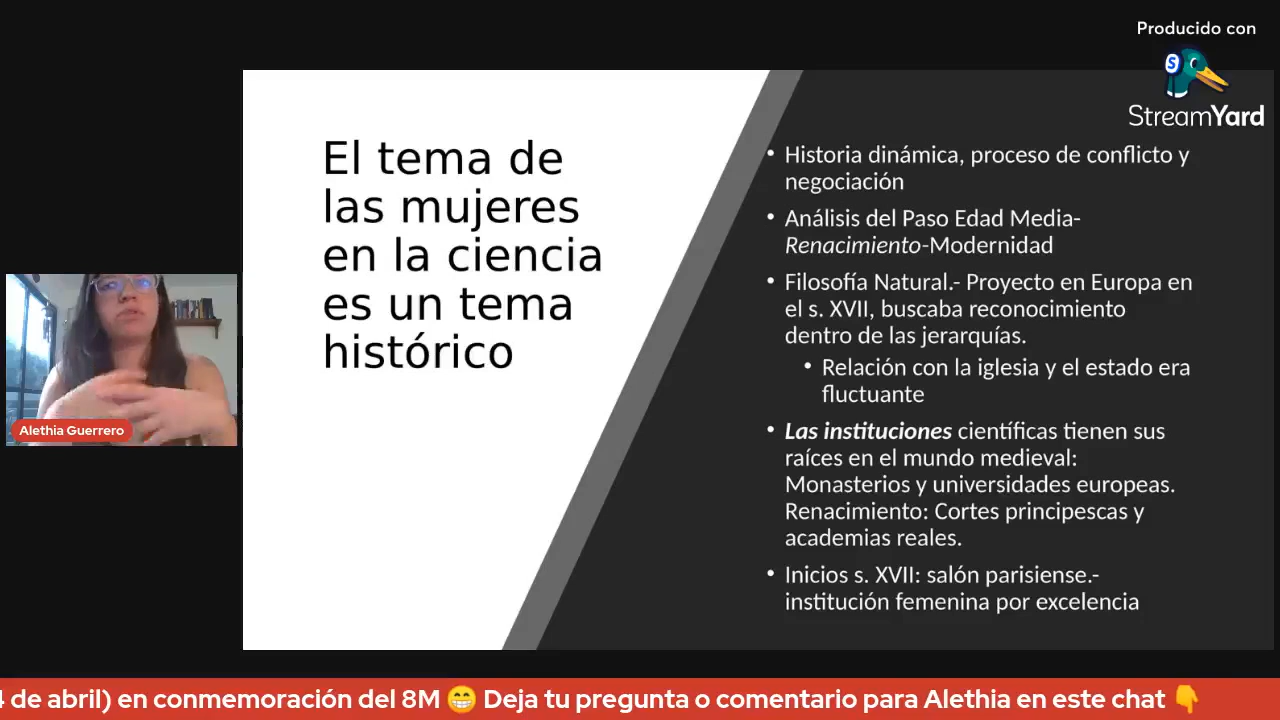 Producido con
StreamYard
El tema de
las mujeres
en la ciencia
es un tema
histórico
• Historia dinámica, proceso de conflicto y
negociación
• Análisis del Paso Edad Media-
Renacimiento-Modernidad
• Filosofía Natural.- Proyecto en Europa en
el s. XVII, buscaba reconocimiento
dentro de las jerarquías.
• Relación con la iglesia y el estado era
fluctuante
• Las instituciones científicas tienen sus
raíces en el mundo medieval:
Monasterios y universidades europeas.
Renacimiento: Cortes principescas y
academias reales.
• Inicios s. XVII: salón parisiense.-
institución femenina por excelencia
Alethia Guerrero
4 de abril) en conmemoración del 8M 😁 Deja tu pregunta o comentario para Alethia en este chat 👇